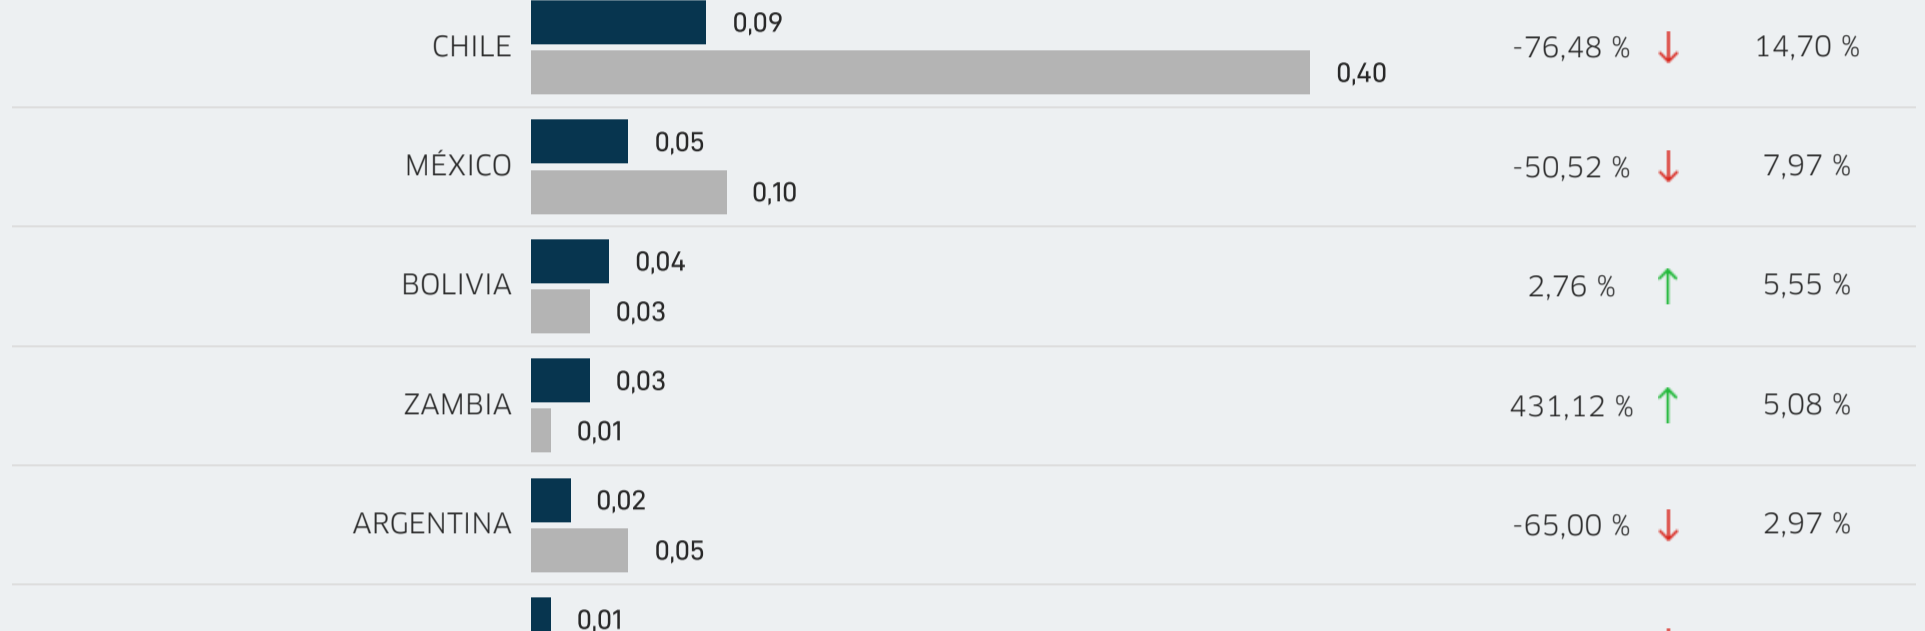 0,09
CHILE -76,48 % ↓ 14,70 %
0,40
0,05
MÉXICO -50,52 % ↓ 7,97 %
0,10
0,04
BOLIVIA 2,76 % ↑ 5,55 %
0,03
0,03
ZAMBIA 431,12 % ↑ 5,08 %
0,01
0,02
ARGENTINA -65,00 % ↓ 2,97 %
0,05
0,01